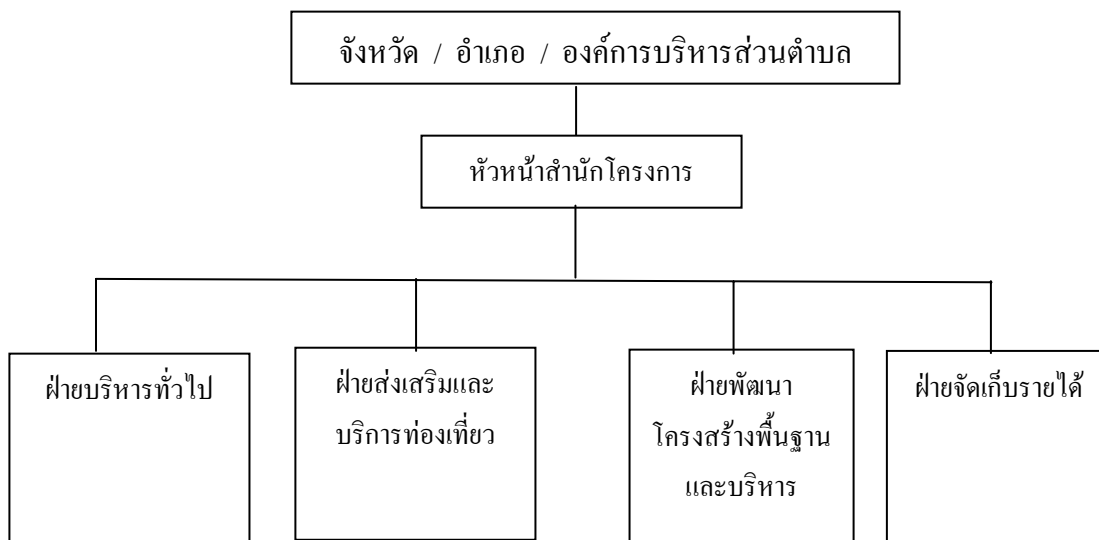 จังหวัด / อำเภอ / องค์การบริหารส่วนตำบล
หัวหน้าสำนักโครงการ
ฝ่ายบริหารทั่วไป
ฝ่ายส่งเสริมและ
บริการท่องเที่ยว
ฝ่ายพัฒนา
โครงสร้างพื้นฐาน
และบริหาร
ฝ่ายจัดเก็บรายได้